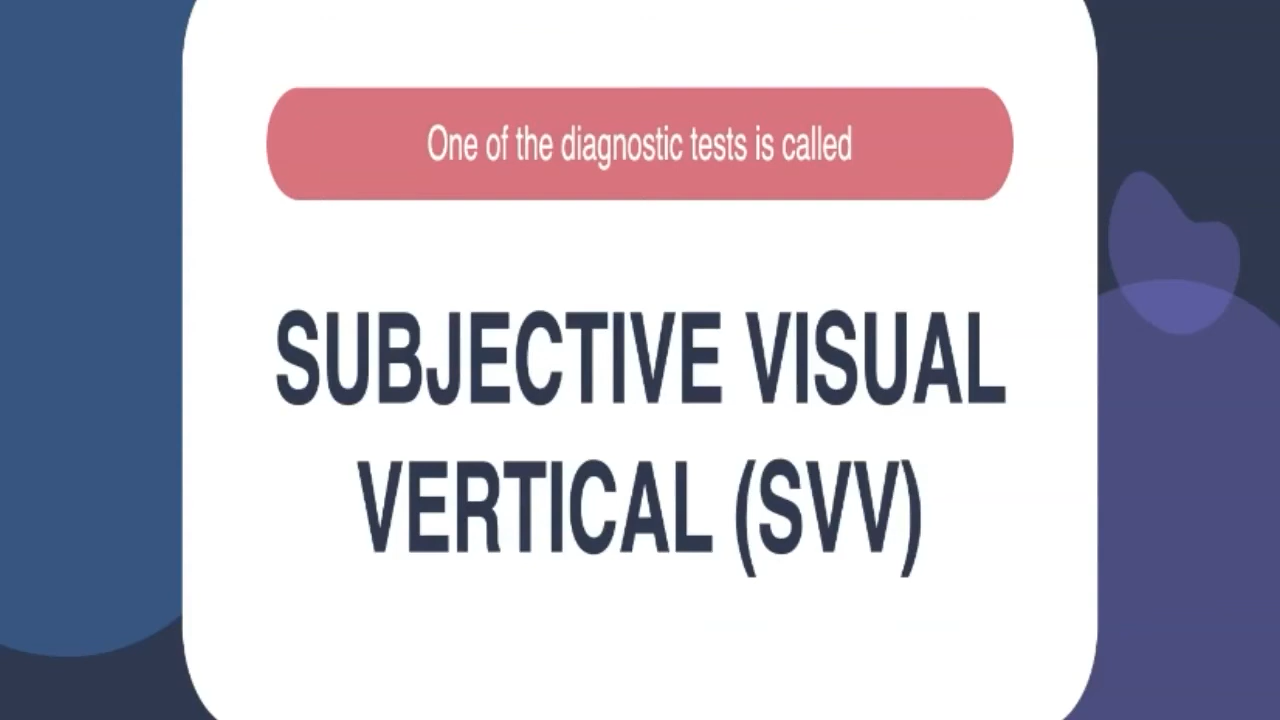 One of the diagnostic tests is called
SUBJECTIVE VISUAL
VERTICAL (SVV)